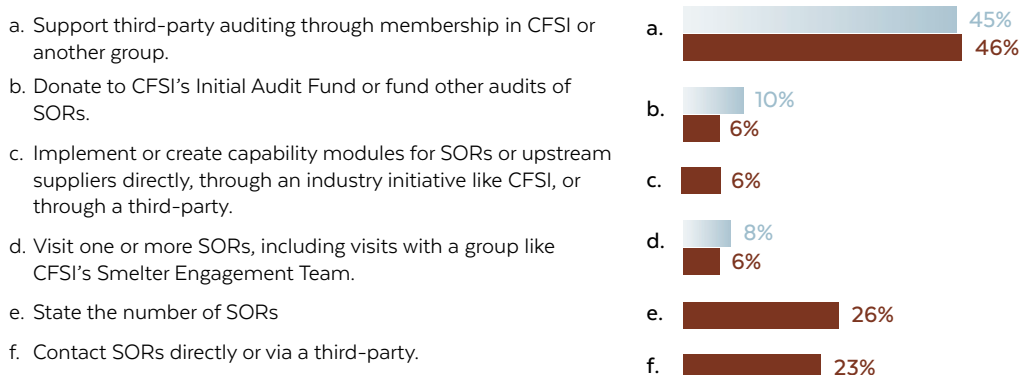 a. Support third-party auditing through membership in CFSI or
another group.
b. Donate to CFSI's Initial Audit Fund or fund other audits of
SORs.
c. Implement or create capability modules for SORs or upstream
suppliers directly, through an industry initiative like CFSI, or
through a third-party.
d. Visit one or more SORs, including visits with a group like
CFSI's Smelter Engagement Team.
e. State the number of SORs
f. Contact SORs directly or via a third-party.
a.
45%
46%
b.
10%
6%
c.
6%
d.
8%
6%
e.
26%
f.
23%